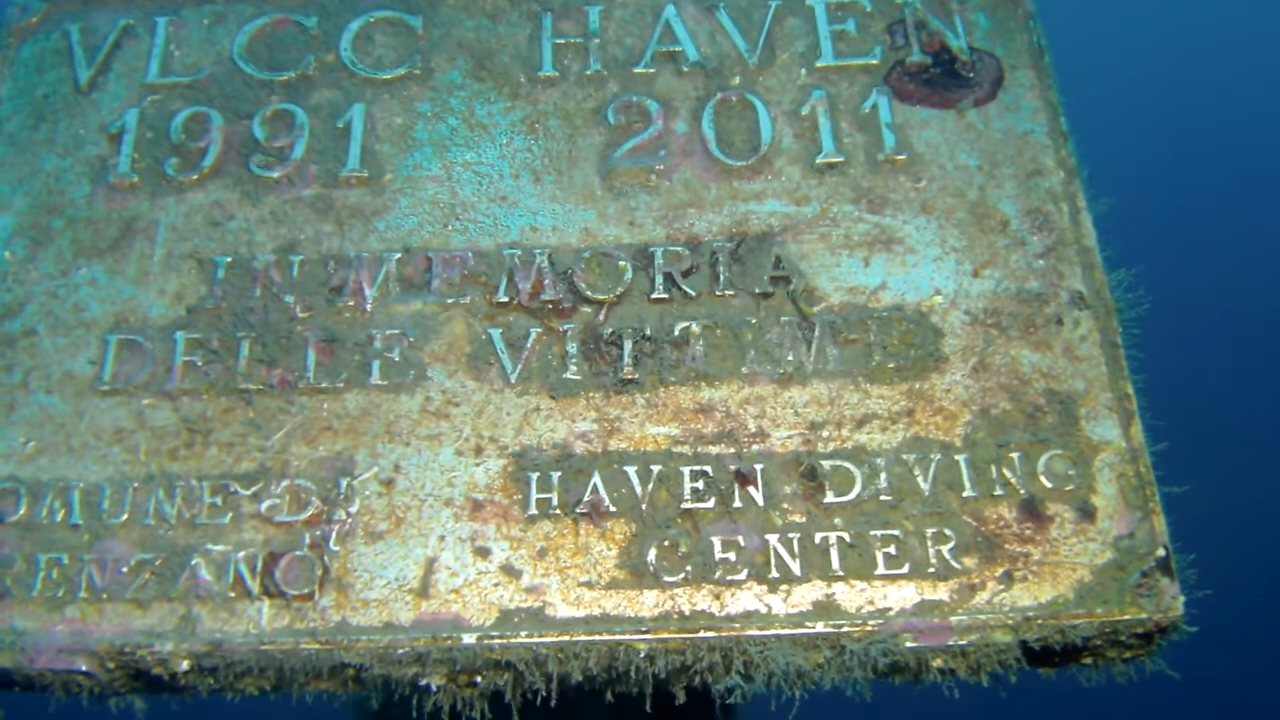 VLCC HAVEN
1991 2011
IN MEMORIA
DELLE VITTIME
OMUNE DI
RENZANO
HAVEN DIVING
CENTER